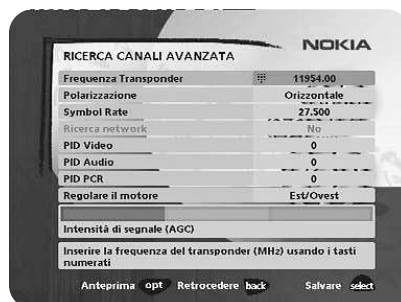 NOKIA
RICERCA CANALI AVANZATA
Frequenza Transponder 11954.00
Polarizzazione Orizzontale
Symbol Rate 27.500
Ricerca network No
PID Video 0
PID Audio 0
PID PCR 0
Regolare il motore Est/Ovest
Intensità di segnale (AGC)
Inserire la frequenza del transponder (MHz) usando i tasti
numerati
Anteprima opt Retrocedere back Salvare select